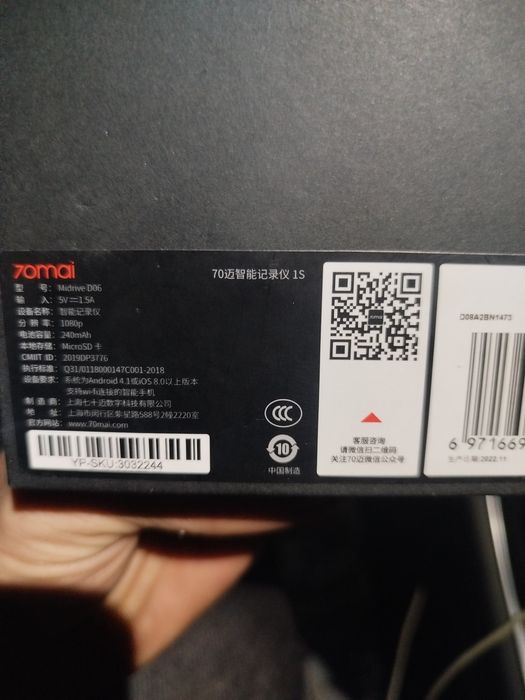 70mai
70迈智能记录仪 1S
型 号: Midrive D06
输 入: 5V⎓1.5A
设备名称: 智能记录仪
分 辨 率: 1080p
电池容量: 240mAh
本地存储: MicroSD 卡
CMIIT ID: 2019DP3776
执行标准: Q31/0118000147C001-2018
设备要求: 系统为Android 4.1或iOS 8.0以上版本
支持wi-fi连接的智能手机
制 造 商: 上海七十迈数字科技有限公司
地 址: 上海市闵行区紫星路588号2幢2220室
官方网站: www.70mai.com
YP-SKU:3032244
CCC
10
中国制造
70mai
客服咨询
请微信扫二维码
关注70迈微信公众号
6 971669
生产日期:2022.11